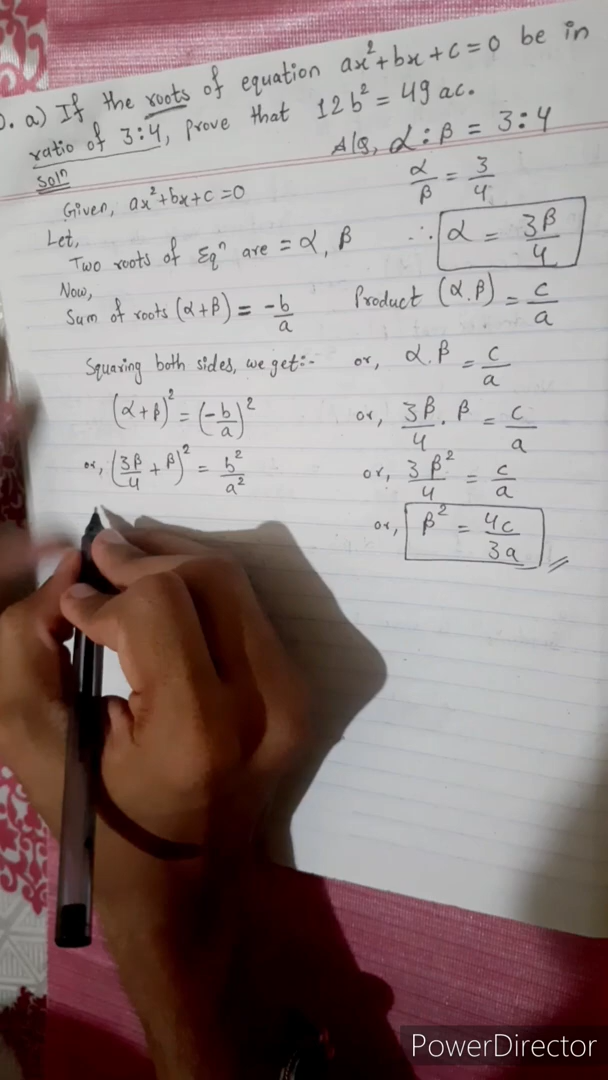 ). a) If the roots of equation ax² + bx + c = 0 be in
ratio of 3:4, prove that 12b² = 49 ac.
Solⁿ
A/Q, α : β = 3:4
α/β = 3/4
∴ α = 3β/4
Given, ax² + bx + c = 0
Let,
Two roots of Eqⁿ are = α, β
Now,
Sum of roots (α+β) = -b/a
Squaring both sides, we get:-
(α + β)² = (-b/a)²
or, (3β/4 + β)² = b²/a²
Product (α.β) = c/a
or, α.β = c/a
or, 3β/4 . β = c/a
or, 3β²/4 = c/a
or, β² = 4c/3a
PowerDirector